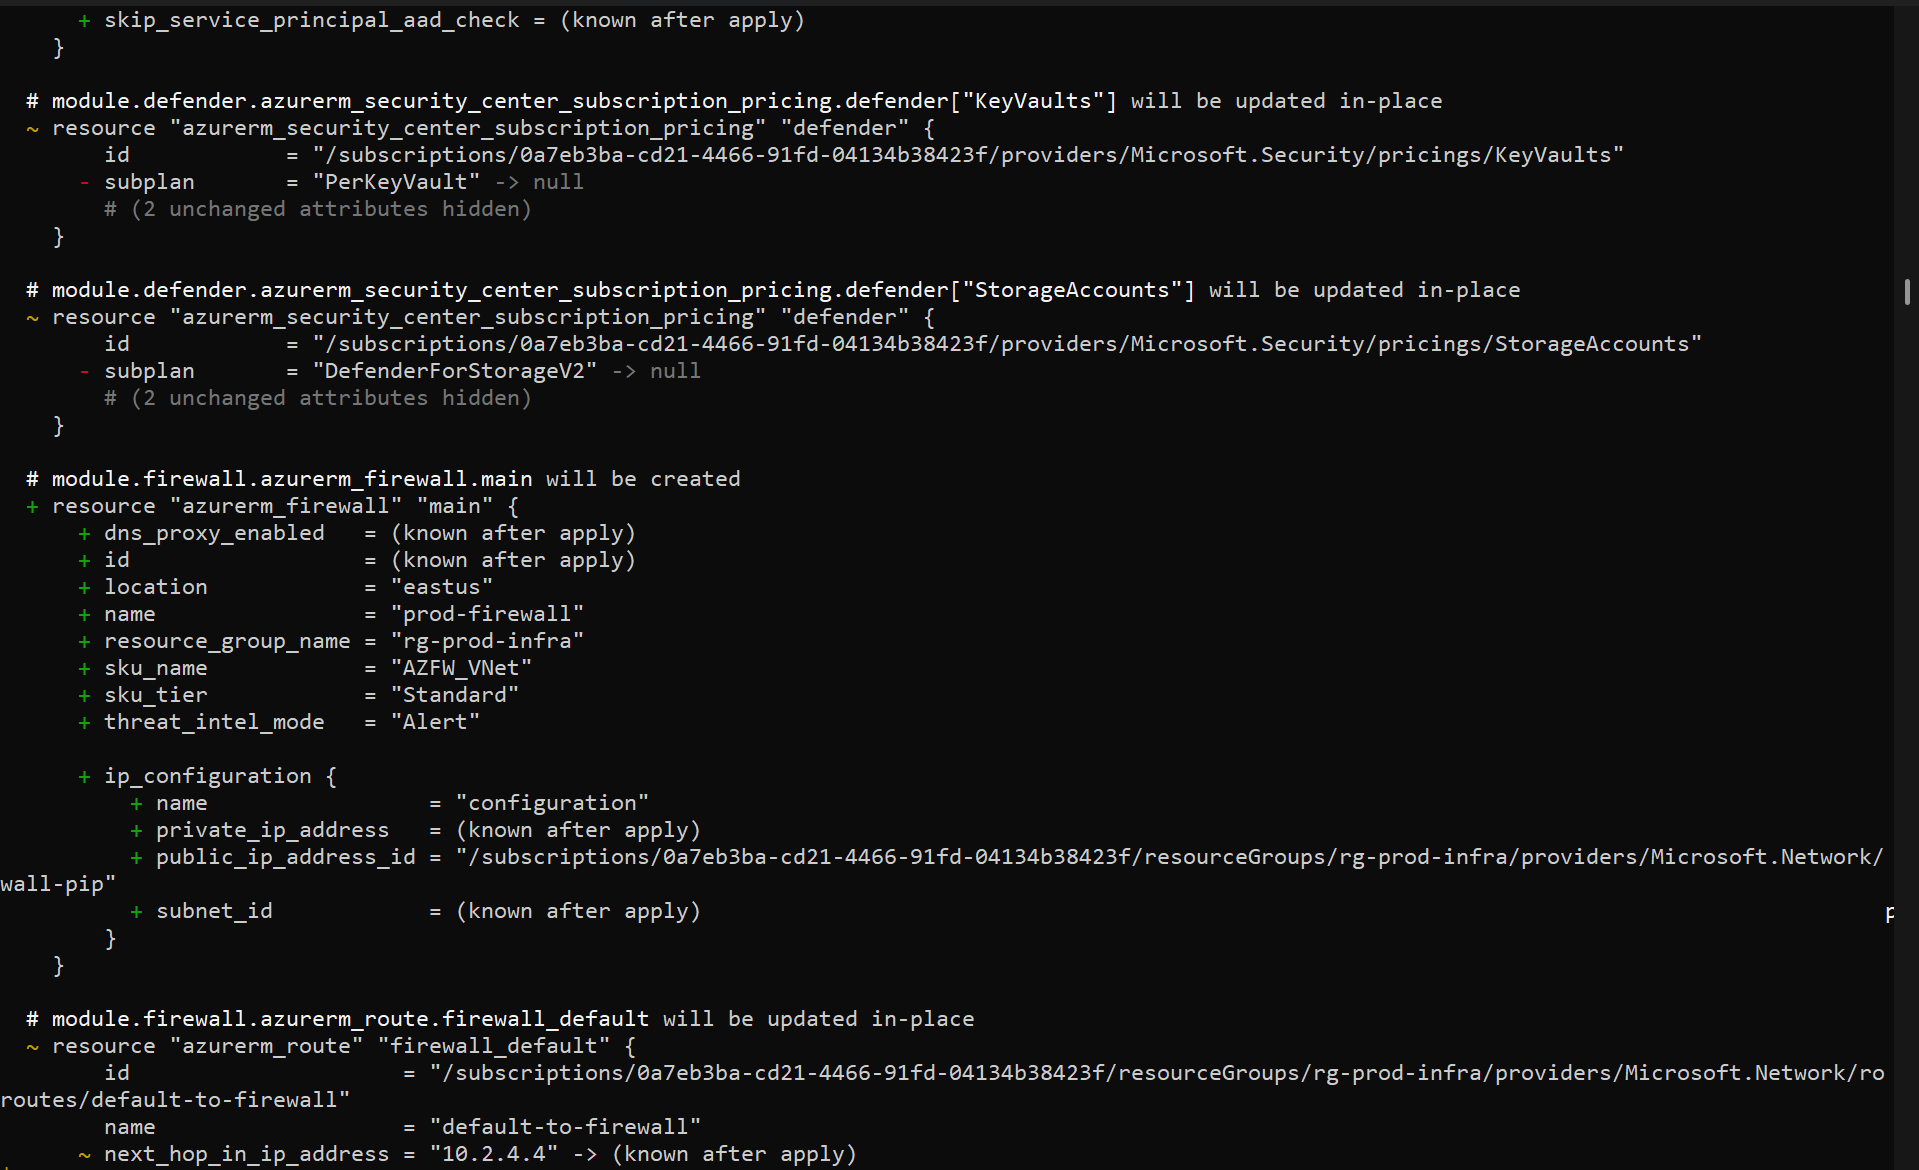 + skip_service_principal_aad_check = (known after apply)
    }

  # module.defender.azurerm_security_center_subscription_pricing.defender["KeyVaults"] will be updated in-place
  ~ resource "azurerm_security_center_subscription_pricing" "defender" {
        id            = "/subscriptions/0a7eb3ba-cd21-4466-91fd-04134b38423f/providers/Microsoft.Security/pricings/KeyVaults"
      - subplan       = "PerKeyVault" -> null
        # (2 unchanged attributes hidden)
    }

  # module.defender.azurerm_security_center_subscription_pricing.defender["StorageAccounts"] will be updated in-place
  ~ resource "azurerm_security_center_subscription_pricing" "defender" {
        id            = "/subscriptions/0a7eb3ba-cd21-4466-91fd-04134b38423f/providers/Microsoft.Security/pricings/StorageAccounts"
      - subplan       = "DefenderForStorageV2" -> null
        # (2 unchanged attributes hidden)
    }

  # module.firewall.azurerm_firewall.main will be created
  + resource "azurerm_firewall" "main" {
      + dns_proxy_enabled   = (known after apply)
      + id                  = (known after apply)
      + location            = "eastus"
      + name                = "prod-firewall"
      + resource_group_name = "rg-prod-infra"
      + sku_name            = "AZFW_VNet"
      + sku_tier            = "Standard"
      + threat_intel_mode   = "Alert"

      + ip_configuration {
          + name                 = "configuration"
          + private_ip_address   = (known after apply)
          + public_ip_address_id = "/subscriptions/0a7eb3ba-cd21-4466-91fd-04134b38423f/resourceGroups/rg-prod-infra/providers/Microsoft.Network/
wall-pip"
          + subnet_id            = (known after apply)
        }
    }

  # module.firewall.azurerm_route.firewall_default will be updated in-place
  ~ resource "azurerm_route" "firewall_default" {
        id                     = "/subscriptions/0a7eb3ba-cd21-4466-91fd-04134b38423f/resourceGroups/rg-prod-infra/providers/Microsoft.Network/ro
routes/default-to-firewall"
        name                   = "default-to-firewall"
      ~ next_hop_in_ip_address = "10.2.4.4" -> (known after apply)